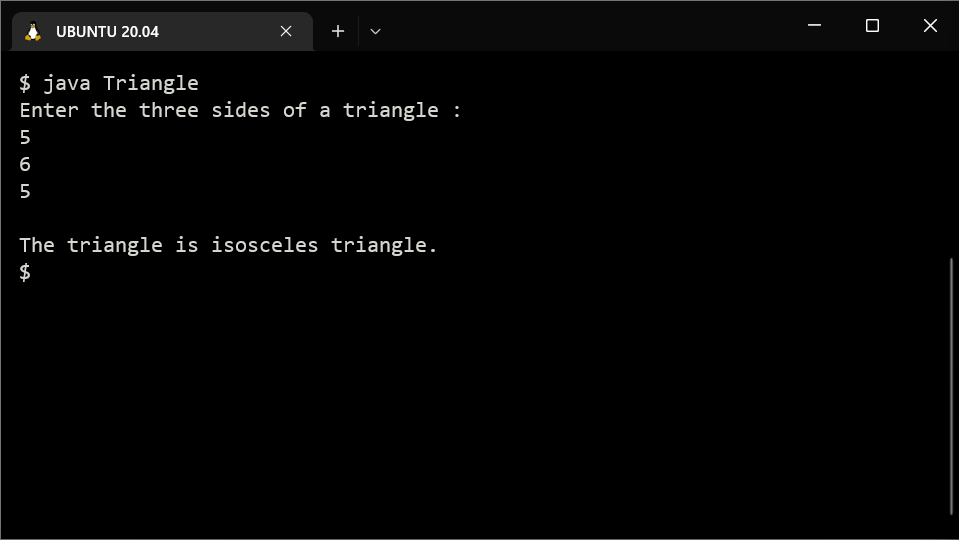 UBUNTU 20.04
$ java Triangle
Enter the three sides of a triangle :
5
6
5
The triangle is isosceles triangle.
$